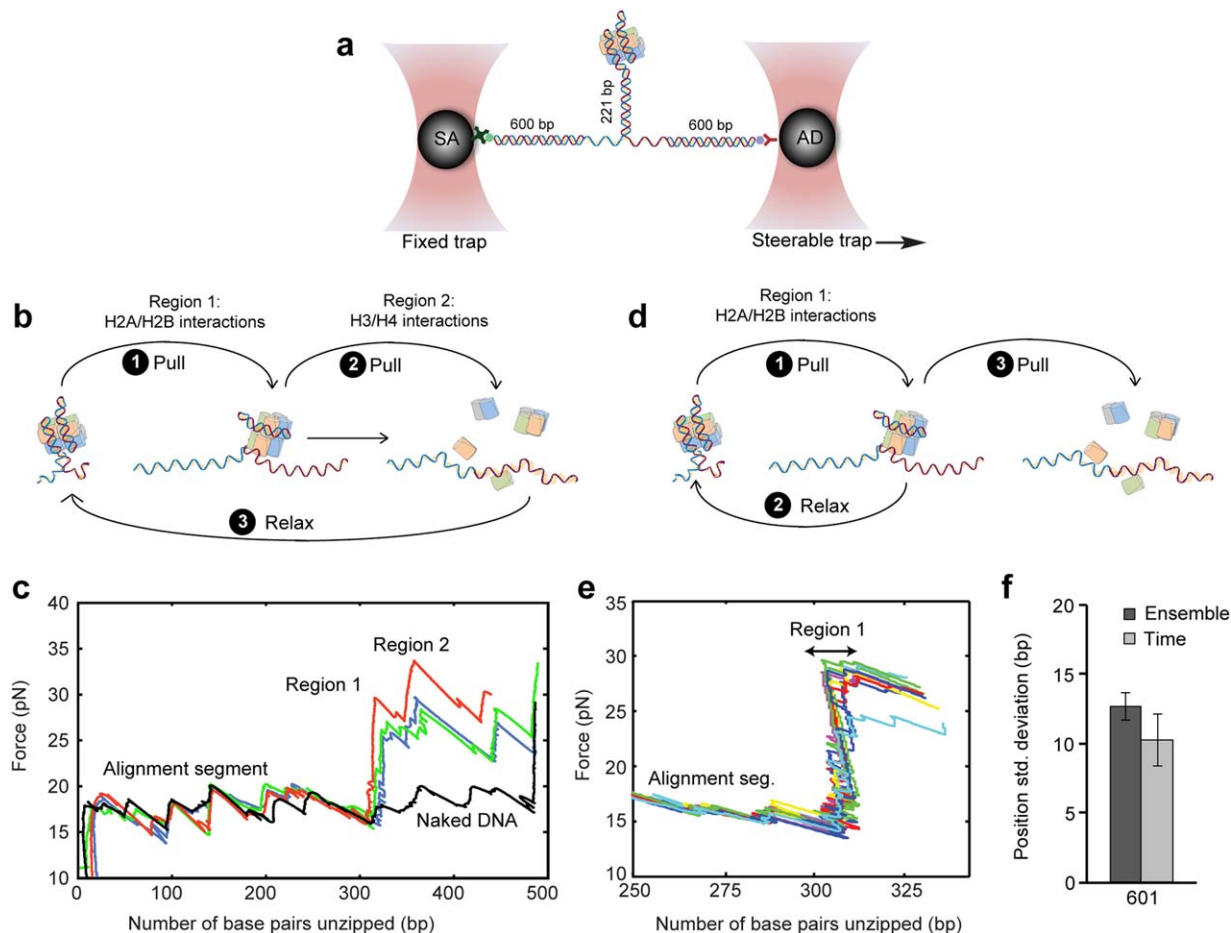 a
221 bp
600 bp
600 bp
SA
AD
Fixed trap
Steerable trap
b
Region 1:
H2A/H2B interactions
Region 2:
H3/H4 interactions
1 Pull
2 Pull
3 Relax
d
Region 1:
H2A/H2B interactions
1 Pull
3 Pull
2 Relax
c
Force (pN)
40
35
30
25
20
15
10
Region 2
Region 1
Alignment segment
Naked DNA
0 100 200 300 400 500
Number of base pairs unzipped (bp)
e
Force (pN)
35
30
25
20
15
10
Region 1
Alignment seg.
250 275 300 325
Number of base pairs unzipped (bp)
f
Position std. deviation (bp)
20
15
10
5
0
Ensemble
Time
601